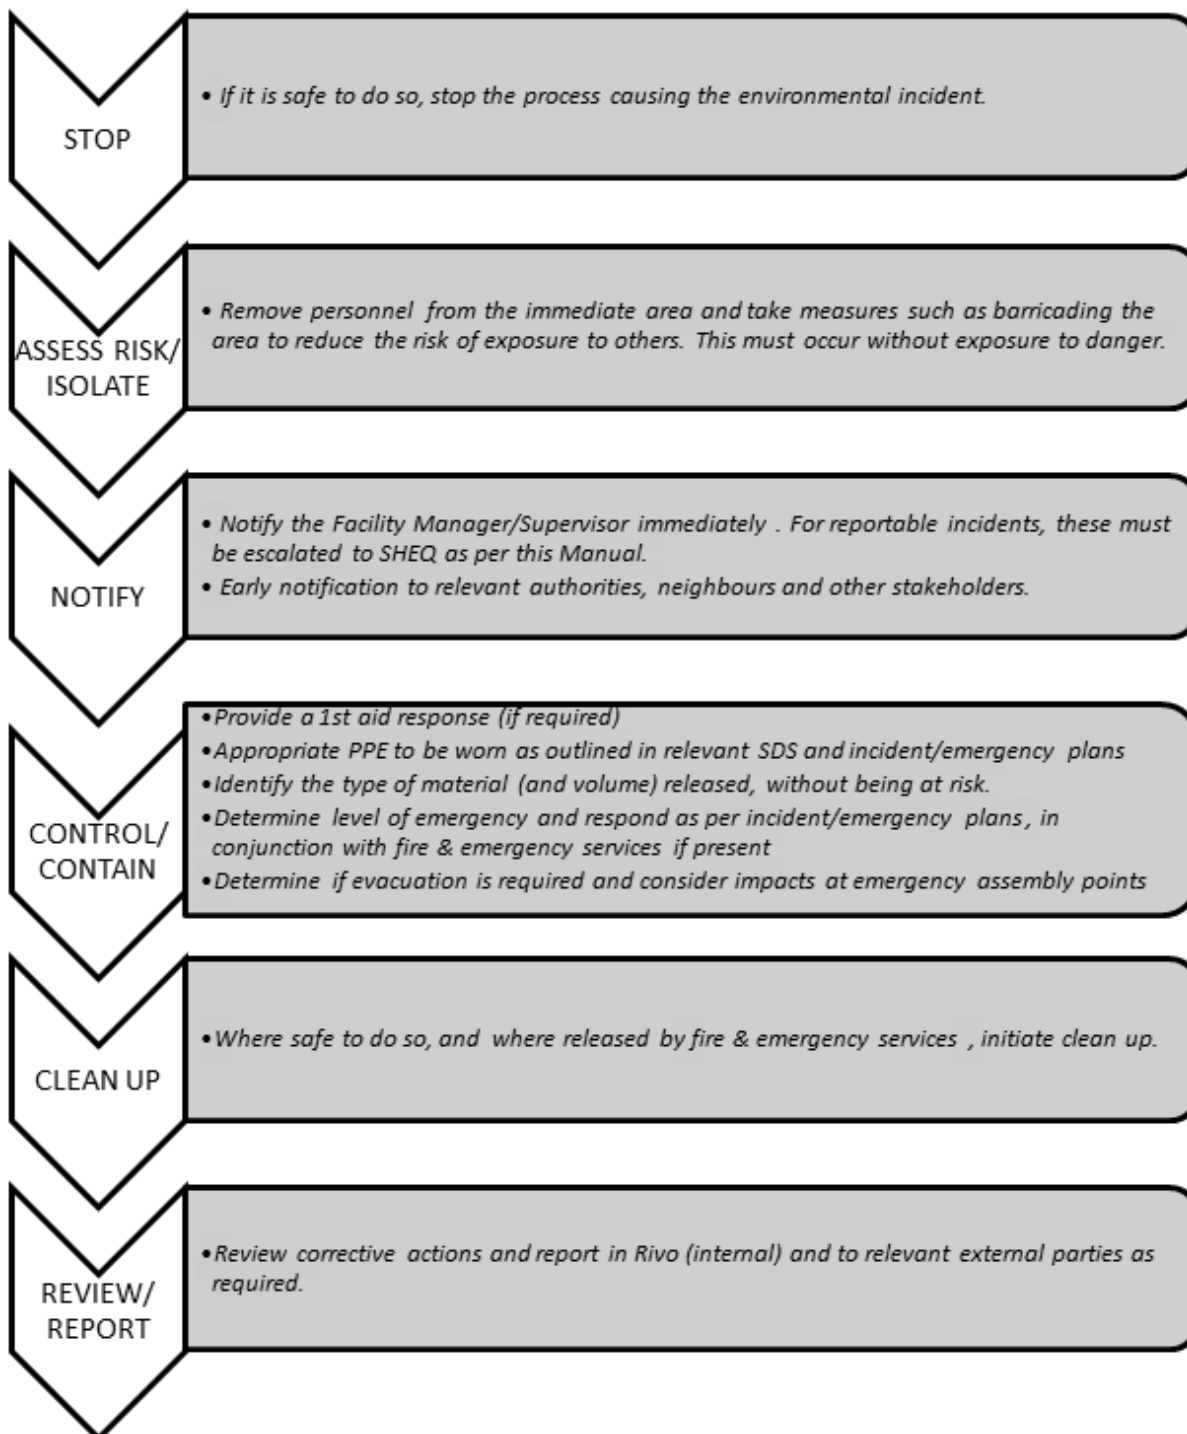 STOP
• If it is safe to do so, stop the process causing the environmental incident.
ASSESS RISK/
ISOLATE
• Remove personnel from the immediate area and take measures such as barricading the
area to reduce the risk of exposure to others. This must occur without exposure to danger.
NOTIFY
• Notify the Facility Manager/Supervisor immediately . For reportable incidents, these must
be escalated to SHEQ as per this Manual.
• Early notification to relevant authorities, neighbours and other stakeholders.
CONTROL/
CONTAIN
•Provide a 1st aid response (if required)
•Appropriate PPE to be worn as outlined in relevant SDS and incident/emergency plans
•Identify the type of material (and volume) released, without being at risk.
•Determine level of emergency and respond as per incident/emergency plans, in
conjunction with fire & emergency services if present
•Determine if evacuation is required and consider impacts at emergency assembly points
CLEAN UP
•Where safe to do so, and where released by fire & emergency services , initiate clean up.
REVIEW/
REPORT
•Review corrective actions and report in Rivo (internal) and to relevant external parties as
required.